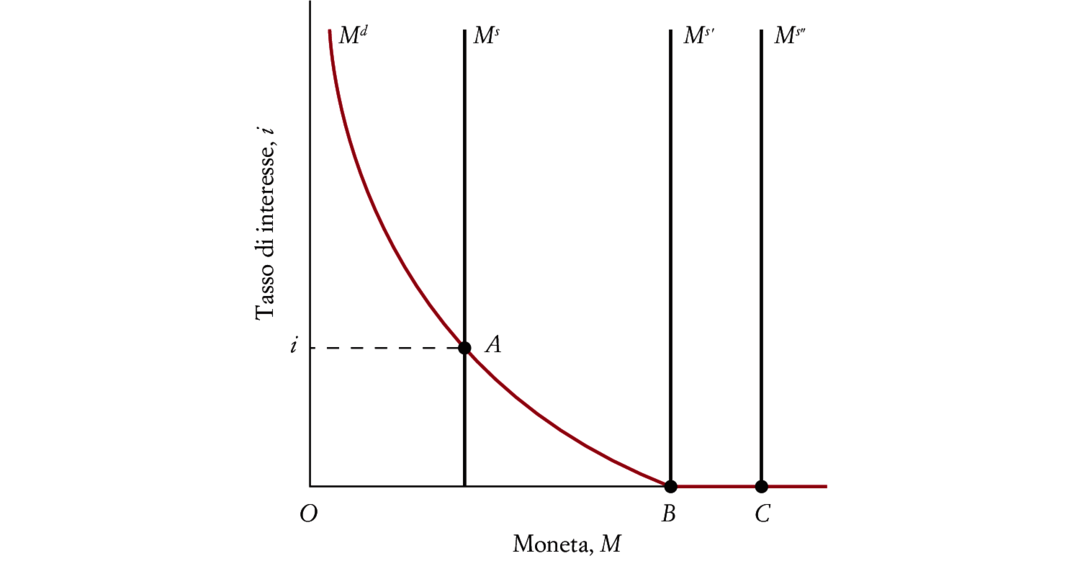 Mᵈ
Mˢ
Mˢ′
Mˢ″
Tasso di interesse, i
i
A
O
B
C
Moneta, M